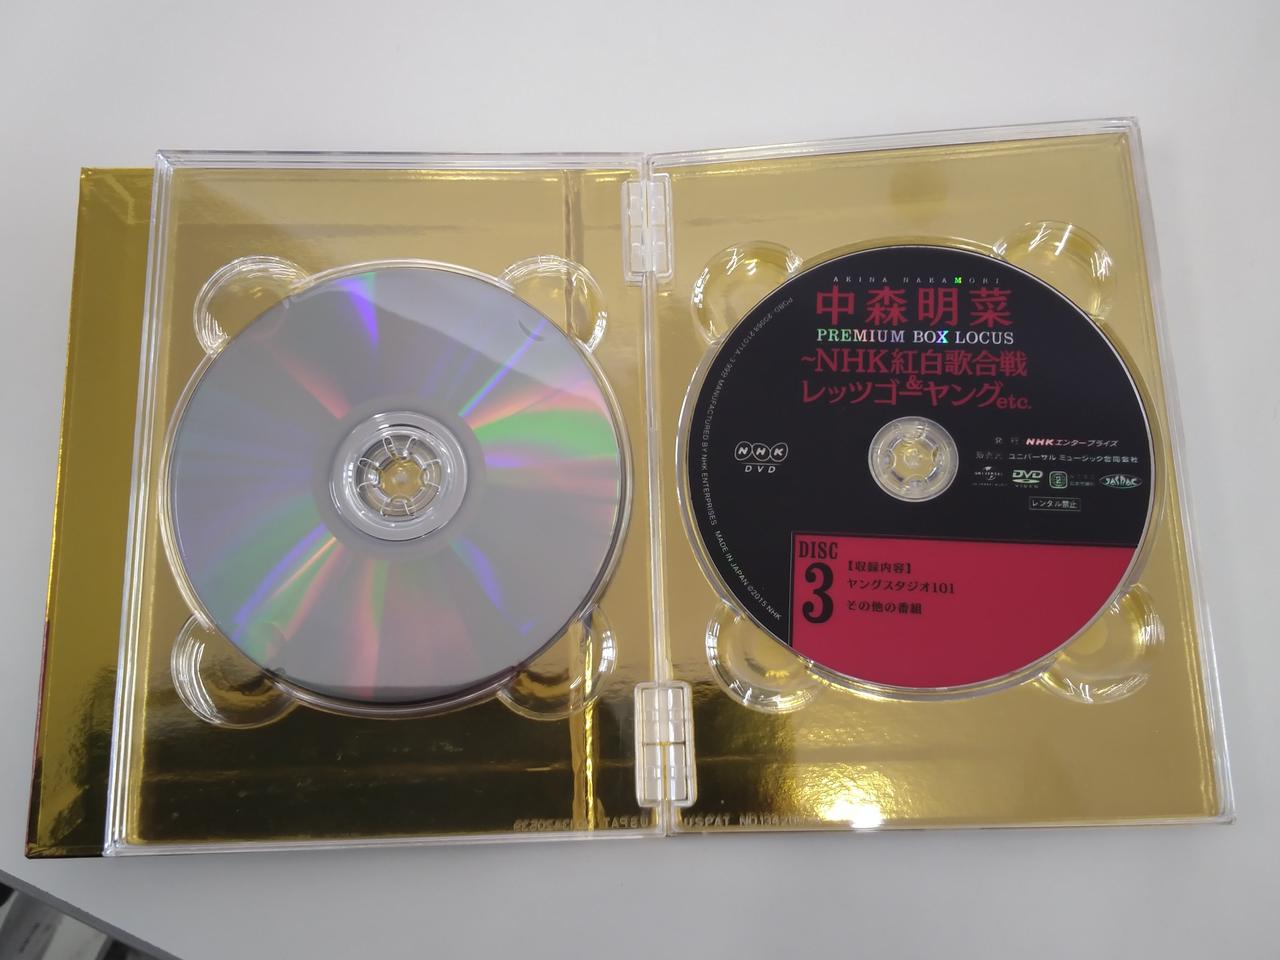 AKINA NAKAMORI
中森明菜
PREMIUM BOX LOCUS
~NHK紅白歌合戦
&
レッツゴーヤングetc.
NHK
DVD
発 行 NHKエンタープライズ
発売元 ユニバーサル ミュージック合同会社
UNIVERSAL
DVD
VIDEO
2
JASRAC
レンタル禁止
DISC
3
【収録内容】
ヤングスタジオ101
その他の番組
MANUFACTURED BY NHK ENTERPRISES MADE IN JAPAN ©2015 NHK